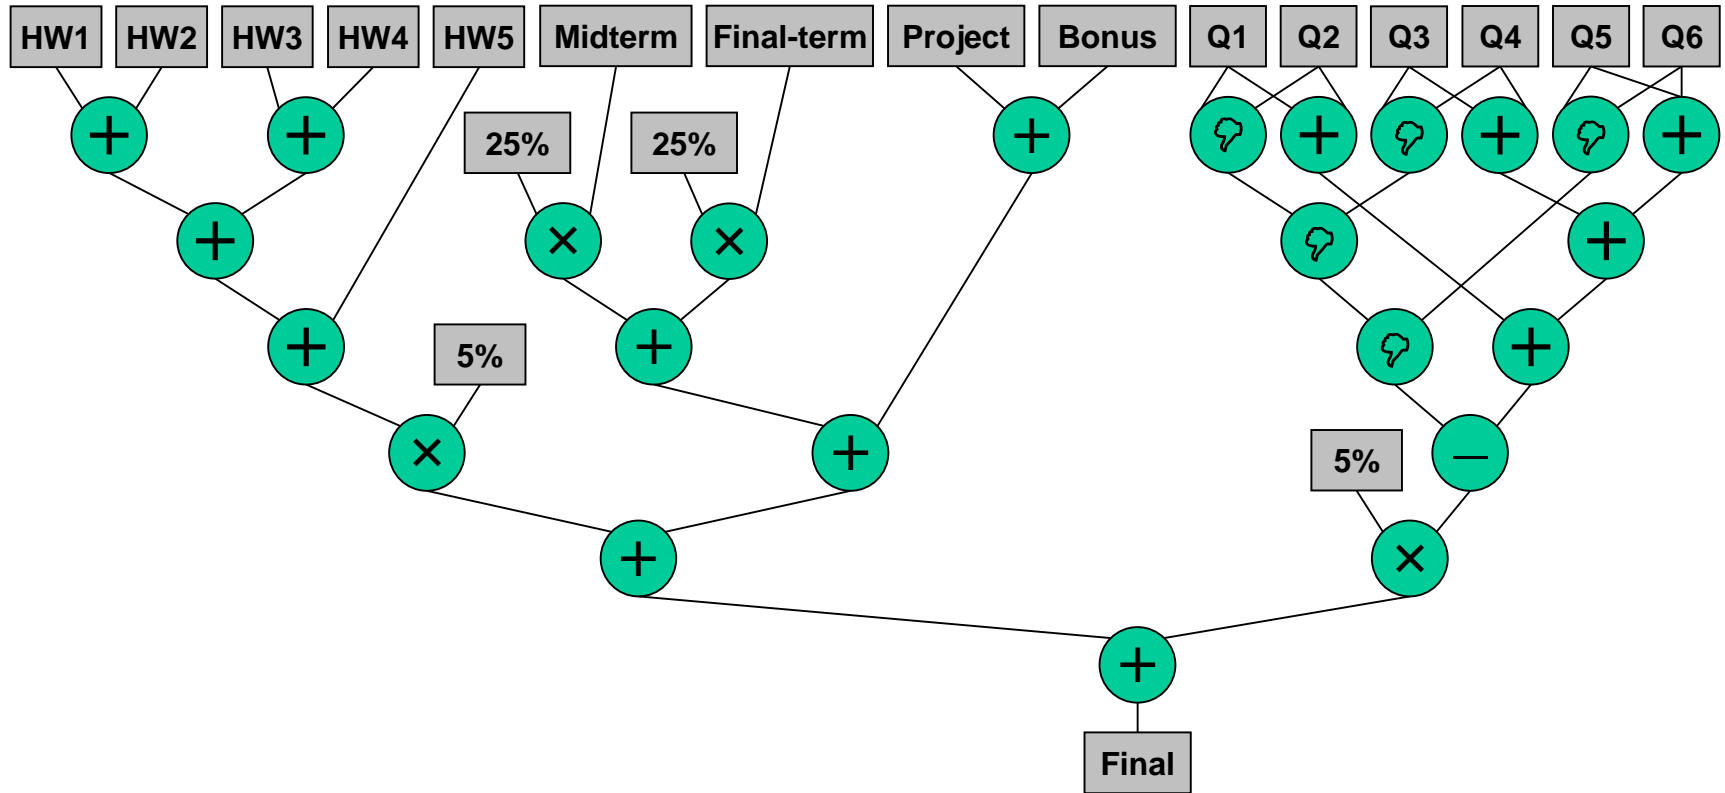 HW1 HW2 HW3 HW4 HW5 Midterm Final-term Project Bonus Q1 Q2 Q3 Q4 Q5 Q6
+ + + + + +
25% 25%
+ × × +
+ + +
5%
× + —
5%
+ ×
+
Final